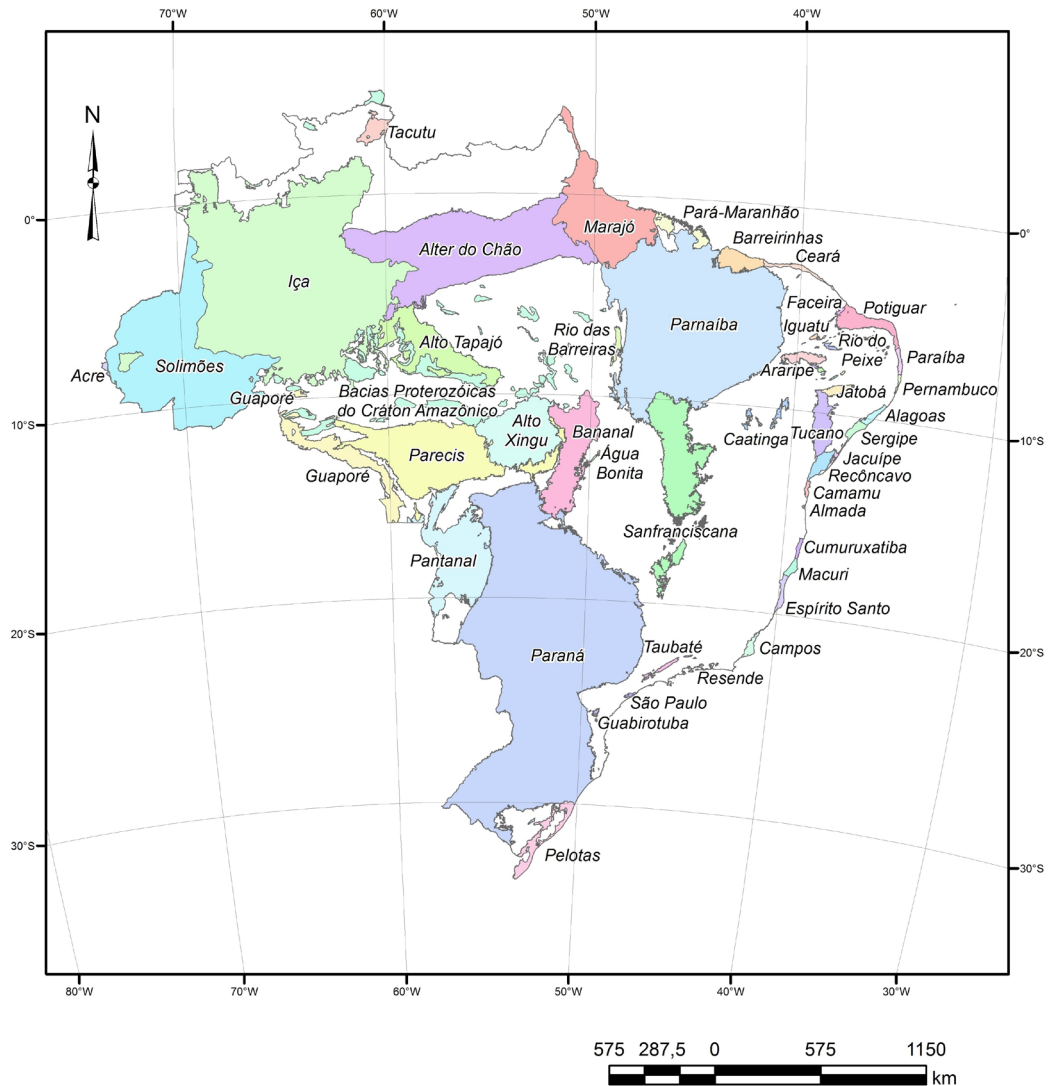 70°W 60°W 50°W 40°W
N
Tacutu
0°
0°
Pará-Maranhão
Marajó
Barreirinhas
Alter do Chão
Ceará
Iça
Faceira
Potiguar
Parnaíba
Iguatu
Rio das
Barreiras
Rio do
Peixe
Alto Tapajó
Paraíba
Solimões
Araripe
Acre
Guaporé
Bacias Proterozóicas
do Cráton Amazônico
Jatobá
Pernambuco
10°S
Alto
Xingu
Bananal
Alagoas
Caatinga
Tucano
Sergipe
10°S
Parecis
Água
Bonita
Jacuípe
Guaporé
Recôncavo
Camamu
Almada
Sanfranciscana
Cumuruxatiba
Pantanal
Macuri
Espírito Santo
20°S
Taubaté
Campos
20°S
Paraná
Resende
São Paulo
Guabirotuba
30°S
Pelotas
30°S
80°W 70°W 60°W 50°W 40°W 30°W
575 287,5 0 575 1150
km